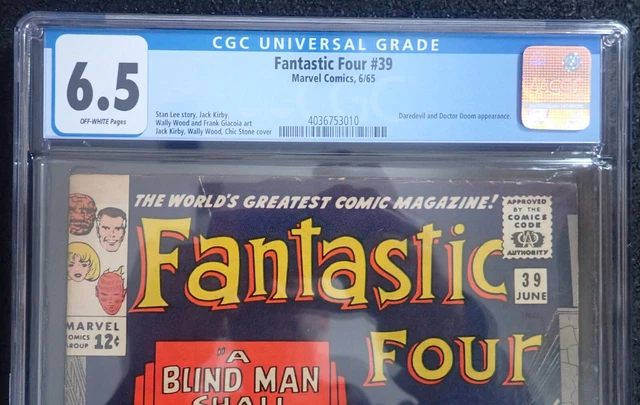 CGC UNIVERSAL GRADE
6.5
OFF-WHITE Pages
Fantastic Four #39
Marvel Comics, 6/65
Stan Lee story, Jack Kirby,
Wally Wood and Frank Giacoia art
Jack Kirby, Wally Wood, Chic Stone cover
4036753010
Daredevil and Doctor Doom appearance.
THE WORLD'S GREATEST COMIC MAGAZINE!
Fantastic
Four
APPROVED
BY THE
COMICS
CODE
AUTHORITY
39
JUNE
MARVEL
COMICS
GROUP 12¢
"A
BLIND MAN
SHALL